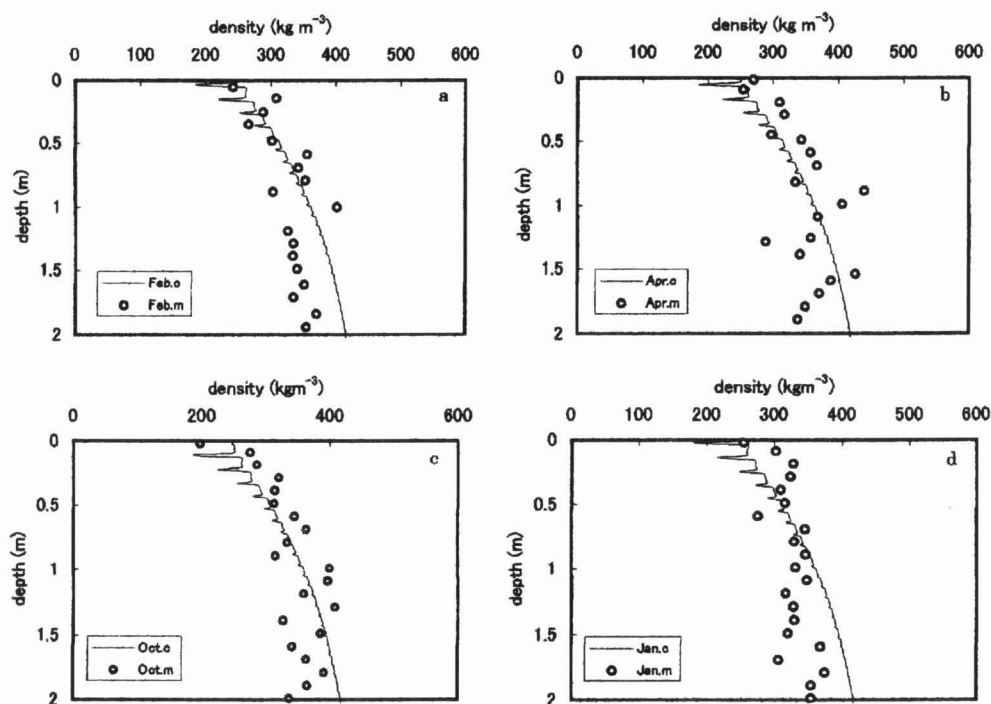 density (kg m⁻³)
0 100 200 300 400 500 600
0
0.5
1
1.5
2
depth (m)
a
Feb.c
Feb.m
density (kg m⁻³)
0 100 200 300 400 500 600
0
0.5
1
1.5
2
depth (m)
b
Apr.c
Apr.m
density (kgm⁻³)
0 200 400 600
0
0.5
1
1.5
2
depth (m)
c
Oct.c
Oct.m
density (kgm⁻³)
0 100 200 300 400 500 600
0
0.5
1
1.5
2
depth (m)
d
Jan.c
Jan.m